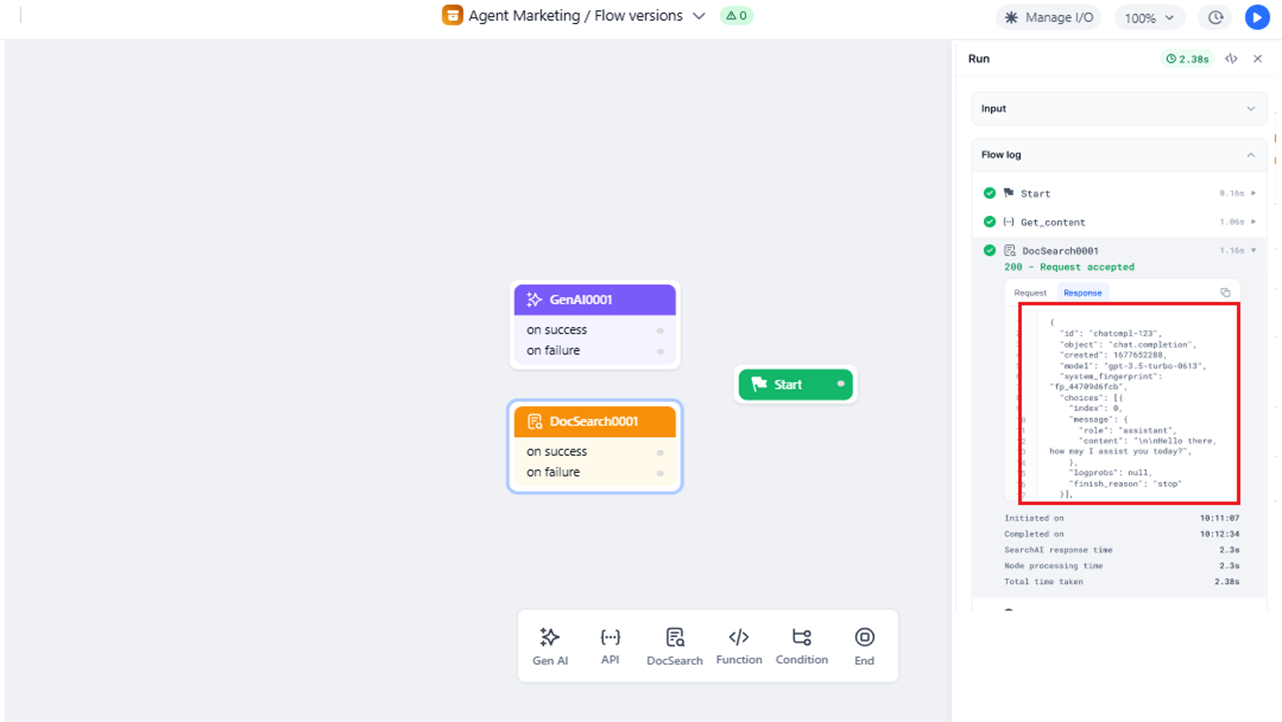 Agent Marketing / Flow versions
0
Manage I/O
100%
Run
2.38s
Input
Flow log
Start
0.16s
Get_content
1.06s
DocSearch0001
1.16s
200 - Request accepted
Request
Response
{
"id": "chatcmpl-123",
"object": "chat.completion",
"created": 1677652288,
"model": "gpt-3.5-turbo-0613",
"system_fingerprint":
"fp_44709d6fcb",
"choices": [{
"index": 0,
"message": {
"role": "assistant",
"content": "\n\nHello there,
how may I assist you today?",
},
"logprobs": null,
"finish_reason": "stop"
}],
Initiated on
10:11:07
Completed on
10:12:34
SearchAI response time
2.3s
Node processing time
2.3s
Total time taken
2.38s
GenAI0001
on success
on failure
Start
DocSearch0001
on success
on failure
Gen AI
API
DocSearch
Function
Condition
End